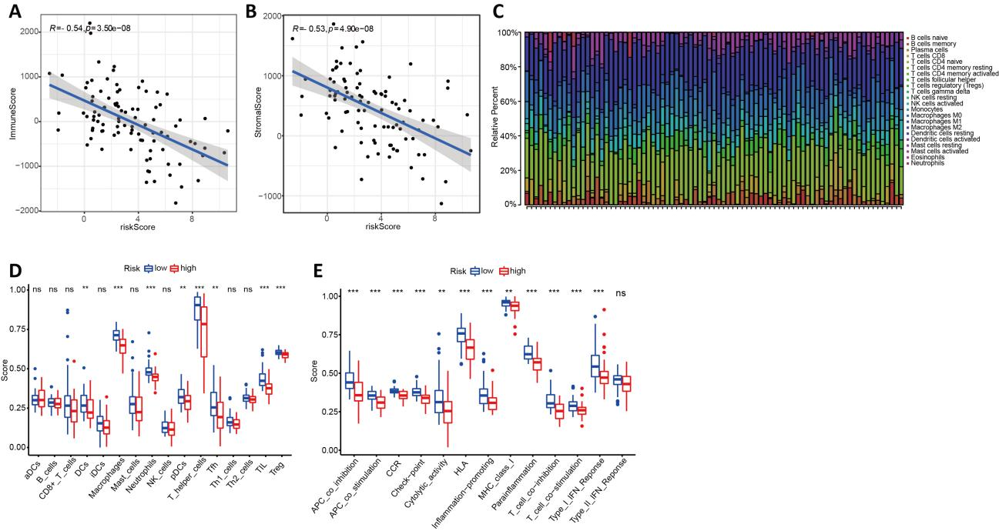 A
R=- 0.54, p=3.50e-08
ImmuneScore
2000
1000
0
-1000
-2000
0 4 8
riskScore
B
R=- 0.53, p=4.90e-08
StromalScore
2000
1000
0
-1000
0 4 8
riskScore
C
Relative Percent
100%
80%
60%
40%
20%
0%
B cells naive
B cells memory
Plasma cells
T cells CD8
T cells CD4 naive
T cells CD4 memory resting
T cells CD4 memory activated
T cells follicular helper
T cells regulatory (Tregs)
T cells gamma delta
NK cells resting
NK cells activated
Monocytes
Macrophages M0
Macrophages M1
Macrophages M2
Dendritic cells resting
Dendritic cells activated
Mast cells resting
Mast cells activated
Eosinophils
Neutrophils
D
Risk low high
ns ns ns ** ns *** ns *** ns ** *** ** ns ns *** ***
Score
1.00
0.75
0.50
0.25
0.00
aDCs
B_cells
CD8+_T_cells
DCs
iDCs
Macrophages
Mast_cells
Neutrophils
NK_cells
pDCs
T_helper_cells
Tfh
Th1_cells
Th2_cells
TIL
Treg
E
Risk low high
*** *** *** *** ** *** *** ** *** *** *** *** ns
Score
1.00
0.75
0.50
0.25
0.00
APC_co_inhibition
APC_co_stimulation
CCR
Check-point
Cytolytic_activity
HLA
Inflammation-promoting
MHC_class_I
Parainflammation
T_cell_co-inhibition
T_cell_co-stimulation
Type_I_IFN_Reponse
Type_II_IFN_Reponse